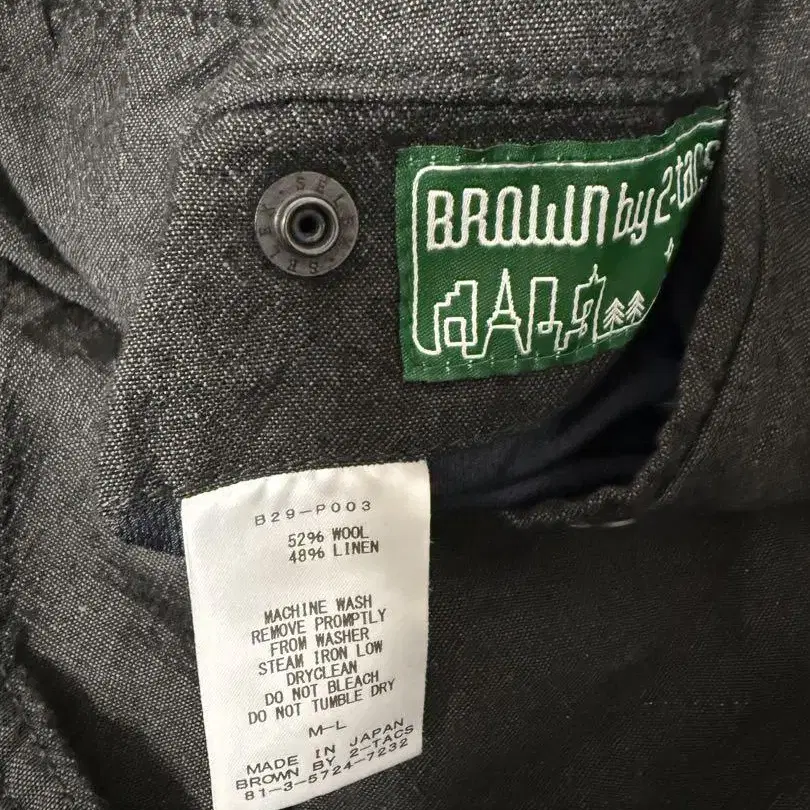 BROWN by 2-tacs
B29-P003
52% WOOL
48% LINEN
MACHINE WASH
REMOVE PROMPTLY
FROM WASHER
STEAM IRON LOW
DRYCLEAN
DO NOT BLEACH
DO NOT TUMBLE DRY
M-L
MADE IN JAPAN
BROWN BY 2-TACS
81-3-5724-7232